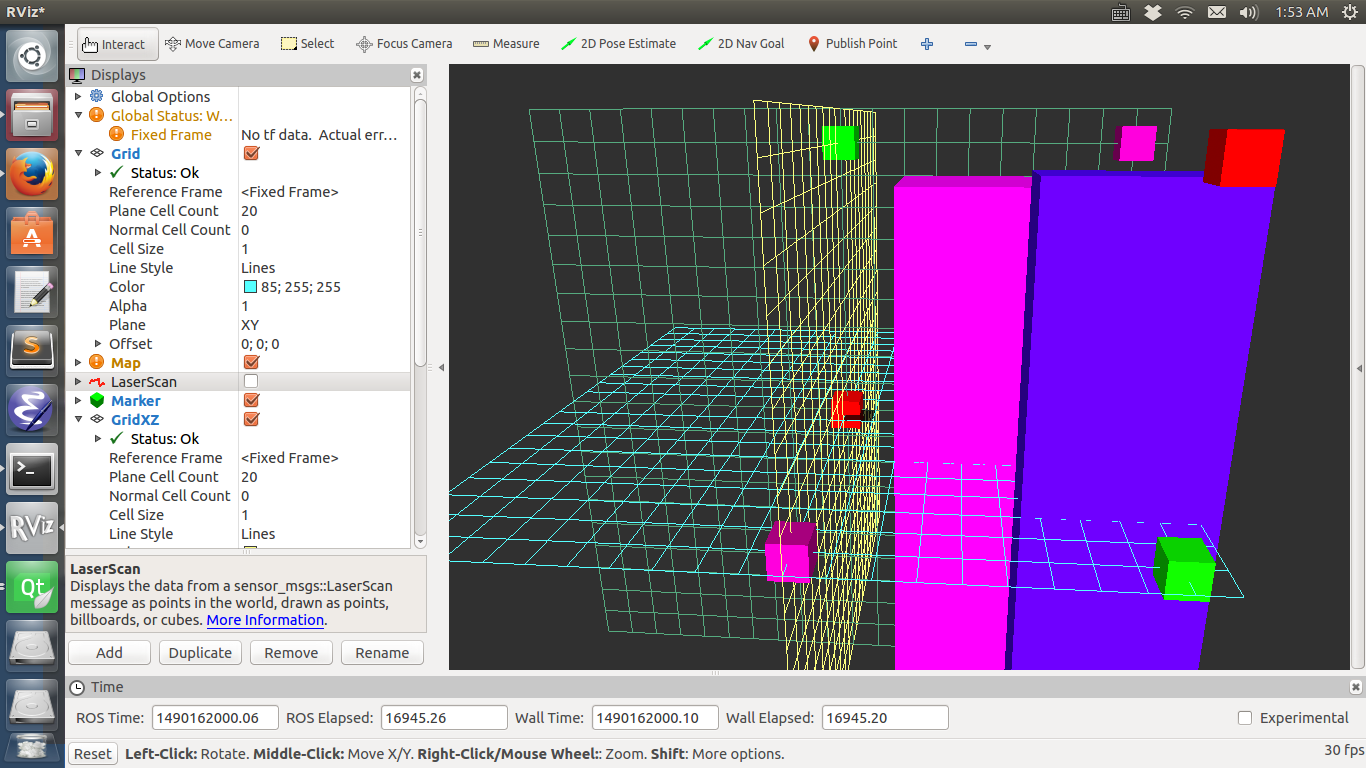 RViz*
1:53 AM
Interact
Move Camera
Select
Focus Camera
Measure
2D Pose Estimate
2D Nav Goal
Publish Point
Displays
Global Options
Global Status: W...
Fixed Frame No tf data.  Actual err...
Grid
Status: Ok
Reference Frame <Fixed Frame>
Plane Cell Count 20
Normal Cell Count 0
Cell Size 1
Line Style Lines
Color 85; 255; 255
Alpha 1
Plane XY
Offset 0; 0; 0
Map
LaserScan
Marker
GridXZ
Status: Ok
Reference Frame <Fixed Frame>
Plane Cell Count 20
Normal Cell Count 0
Cell Size 1
Line Style Lines
LaserScan
Displays the data from a sensor_msgs::LaserScan
message as points in the world, drawn as points,
billboards, or cubes. More Information.
Add Duplicate Remove Rename
Time
ROS Time: 1490162000.06 ROS Elapsed: 16945.26 Wall Time: 1490162000.10 Wall Elapsed: 16945.20 Experimental
Reset Left-Click: Rotate. Middle-Click: Move X/Y. Right-Click/Mouse Wheel:: Zoom. Shift: More options. 30 fps
A
S
>_
RViz
Qt